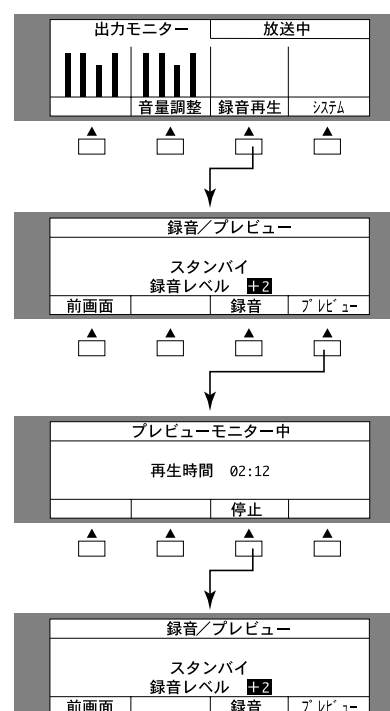 出力モニター 放送中
音量調整 録音再生 ｼｽﾃﾑ
録音／プレビュー
スタンバイ
録音レベル +2
前画面 録音 ﾌﾟﾚﾋﾞｭｰ
プレビューモニター中
再生時間 02:12
停止
録音／プレビュー
スタンバイ
録音レベル +2
前画面 録音 ﾌﾟﾚﾋﾞｭｰ